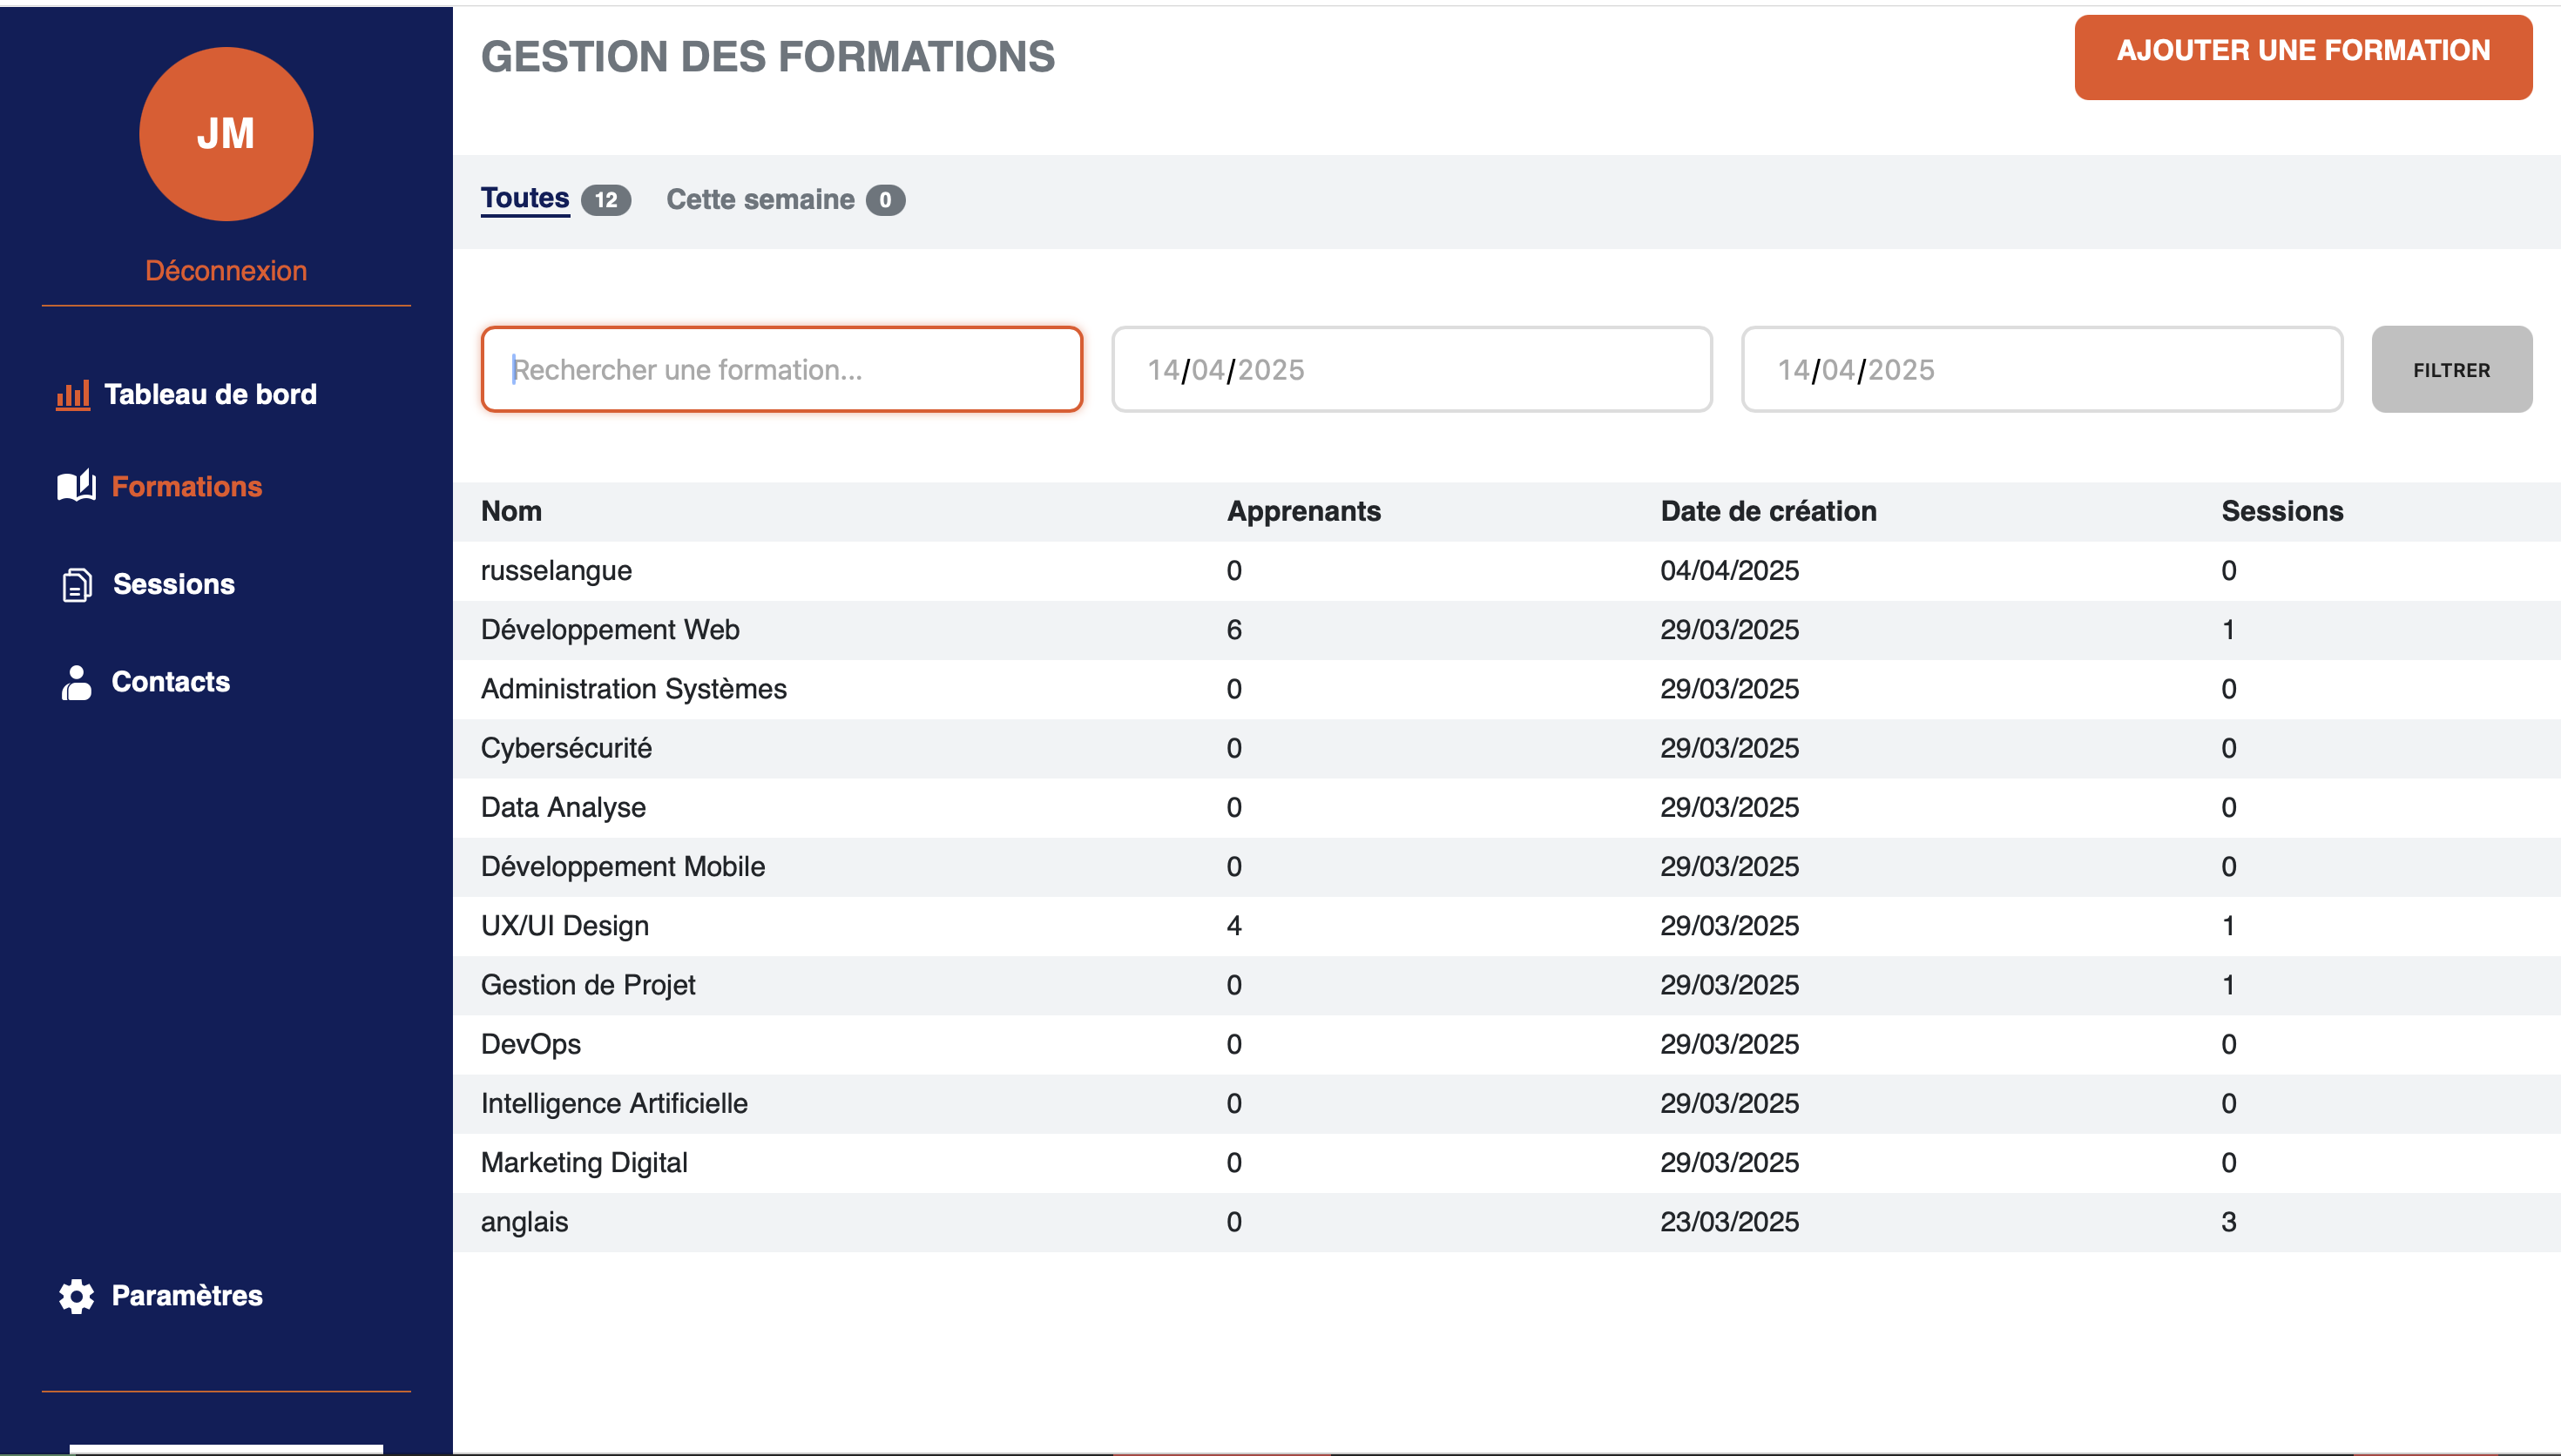 JM
Déconnexion
Tableau de bord
Formations
Sessions
Contacts
Paramètres
GESTION DES FORMATIONS
AJOUTER UNE FORMATION
Toutes 12 Cette semaine 0
Rechercher une formation... 14/04/2025 14/04/2025 FILTRER
Nom Apprenants Date de création Sessions
russelangue 0 04/04/2025 0
Développement Web 6 29/03/2025 1
Administration Systèmes 0 29/03/2025 0
Cybersécurité 0 29/03/2025 0
Data Analyse 0 29/03/2025 0
Développement Mobile 0 29/03/2025 0
UX/UI Design 4 29/03/2025 1
Gestion de Projet 0 29/03/2025 1
DevOps 0 29/03/2025 0
Intelligence Artificielle 0 29/03/2025 0
Marketing Digital 0 29/03/2025 0
anglais 0 23/03/2025 3